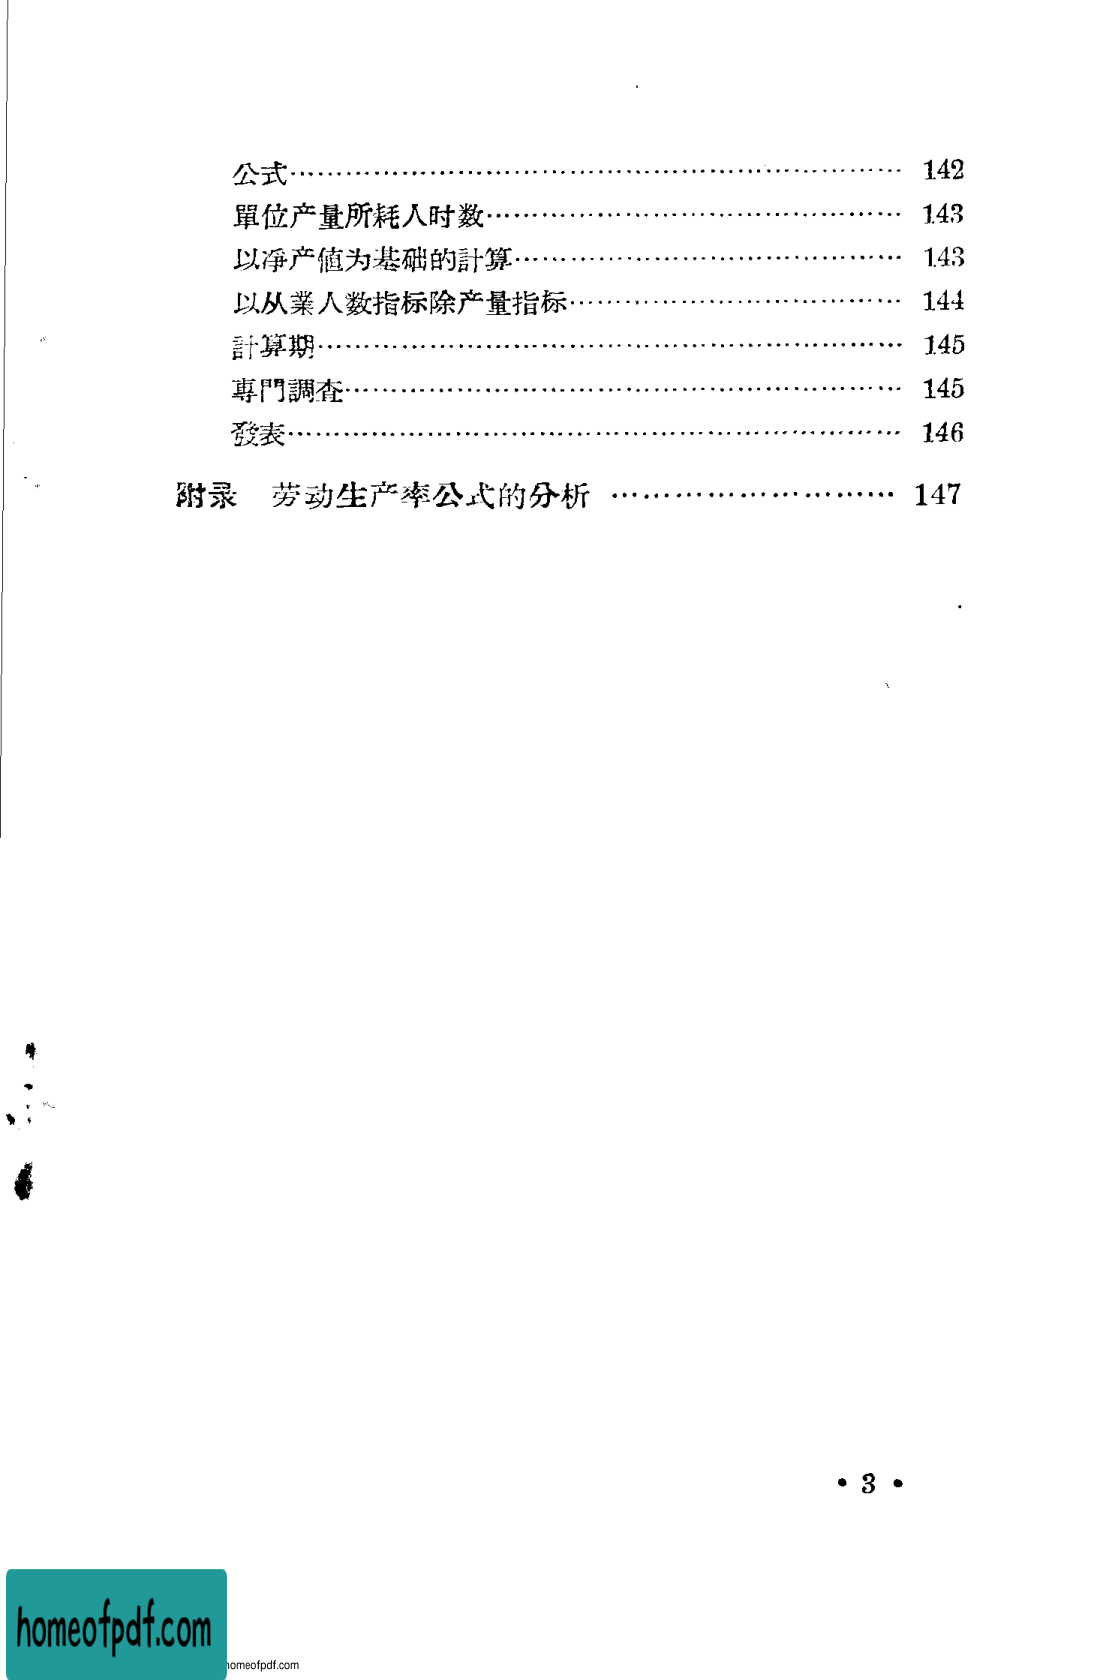 公式…………………………………………………… 142
單位产量所耗人时数…………………………………… 143
以净产值为基础的計算………………………………… 143
以从業人数指标除产量指标…………………………… 144
計算期………………………………………………… 145
專門調査……………………………………………… 145
發表…………………………………………………… 146
附录　劳动生产率公式的分析 ……………………… 147
• 3 •
homeofpdf.com
homeofpdf.com